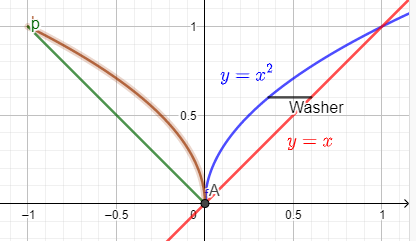 b
1
y = x²
Washer
0.5
y = x
A
−1
−0.5
0
0.5
1